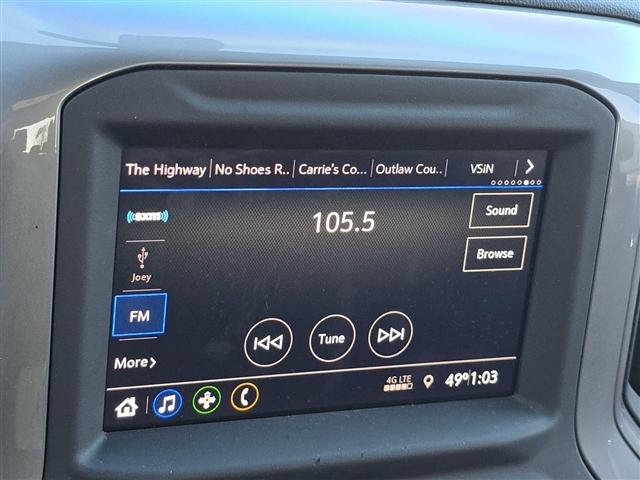 The Highway No Shoes R.. Carrie's Co... Outlaw Cou.. VSiN
((sxm))
105.5
Sound
Browse
Joey
FM
Tune
More
4G LTE
49° 1:03